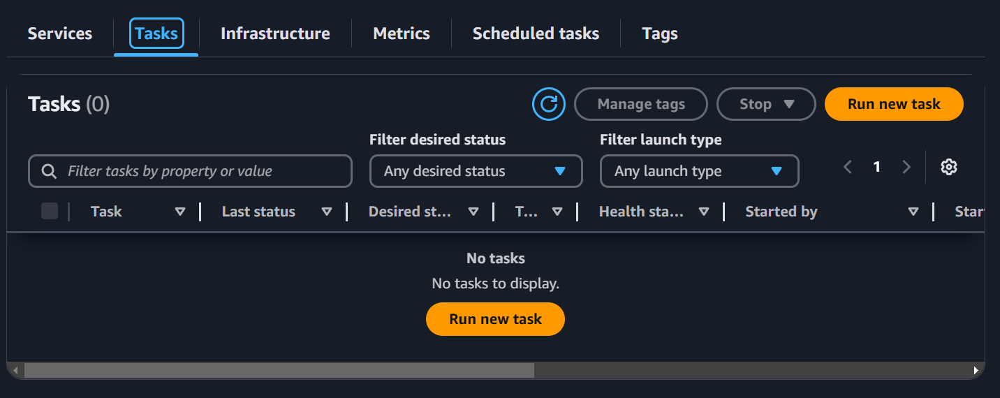 Services Tasks Infrastructure Metrics Scheduled tasks Tags
Tasks (0) Manage tags Stop Run new task
Filter desired status Filter launch type
Filter tasks by property or value Any desired status Any launch type 1
Task Last status Desired st... T... Health sta... Started by Star
No tasks
No tasks to display.
Run new task